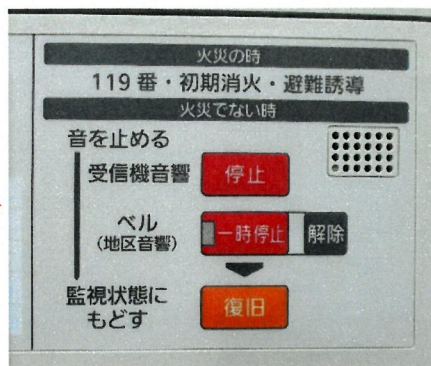 火災の時
119番・初期消火・避難誘導
火災でない時
音を止める
受信機音響 停止
ベル
(地区音響) 一時停止 解除
監視状態に
もどす 復旧